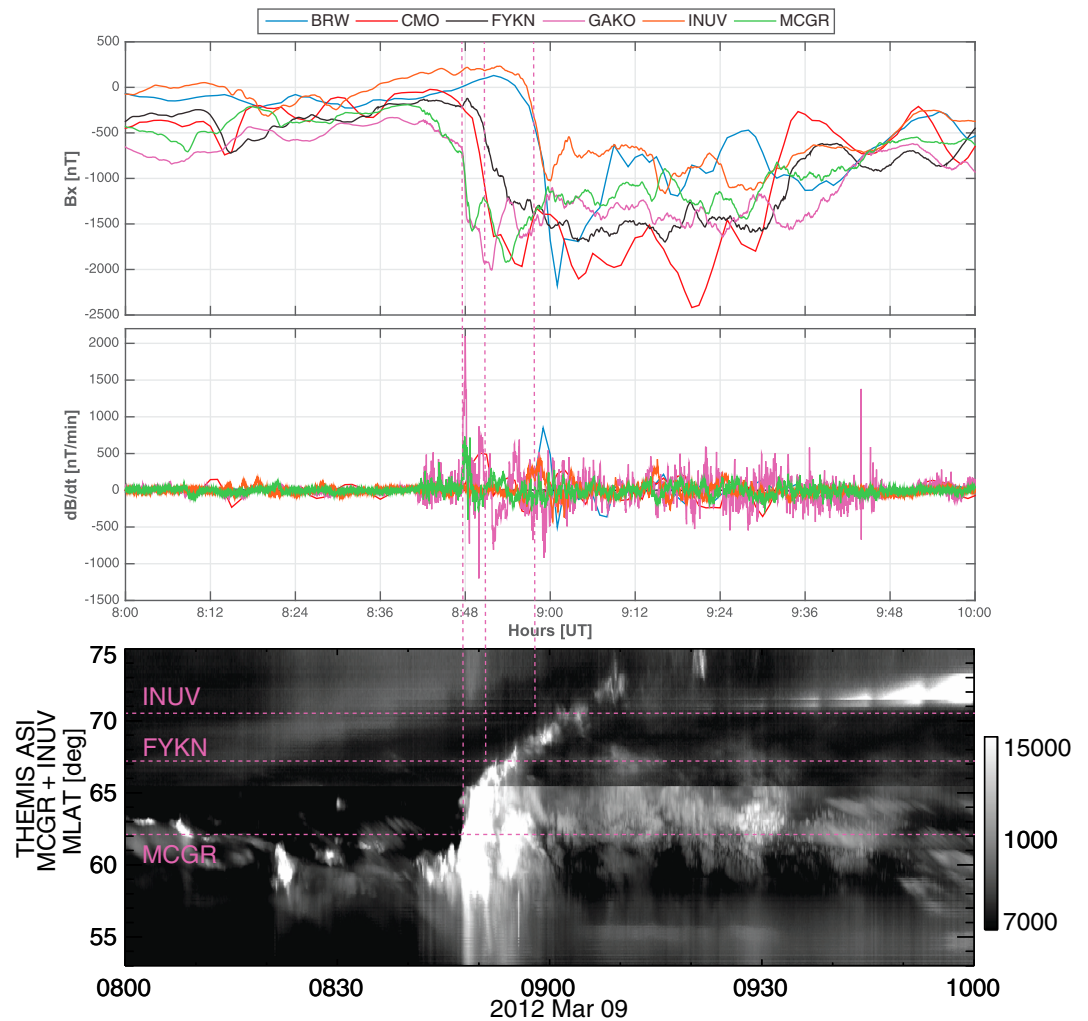 BRW CMO FYKN GAKO INUV MCGR
500
0
-500
-1000
-1500
-2000
-2500
Bx [nT]
2000
1500
1000
500
0
-500
-1000
-1500
dB/dt [nT/min]
8:00 8:12 8:24 8:36 8:48 9:00 9:12 9:24 9:36 9:48 10:00
Hours [UT]
THEMIS ASI
MCGR + INUV
MLAT [deg]
75
70
65
60
55
INUV
FYKN
MCGR
15000
1000
7000
0800 0830 0900 0930 1000
2012 Mar 09